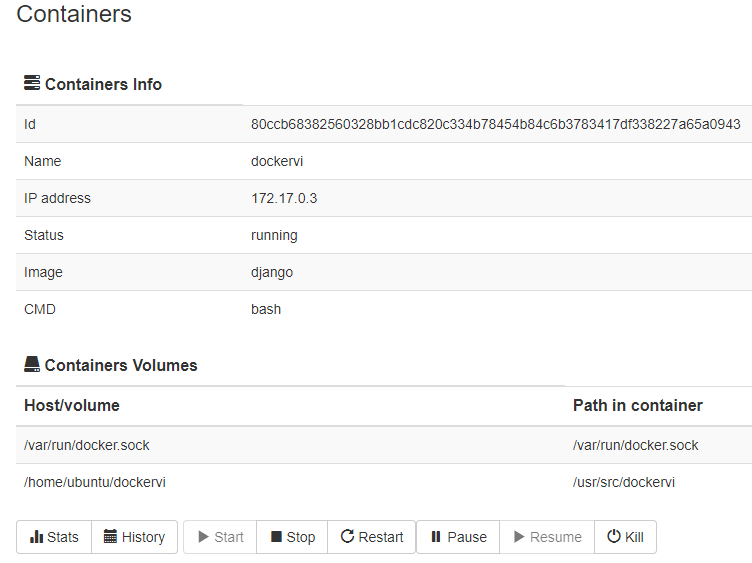 Containers
Containers Info
Id 80ccb68382560328bb1cdc820c334b78454b84c6b3783417df338227a65a0943
Name dockervi
IP address 172.17.0.3
Status running
Image django
CMD bash
Containers Volumes
Host/volume Path in container
/var/run/docker.sock /var/run/docker.sock
/home/ubuntu/dockervi /usr/src/dockervi
Stats History Start Stop Restart Pause Resume Kill